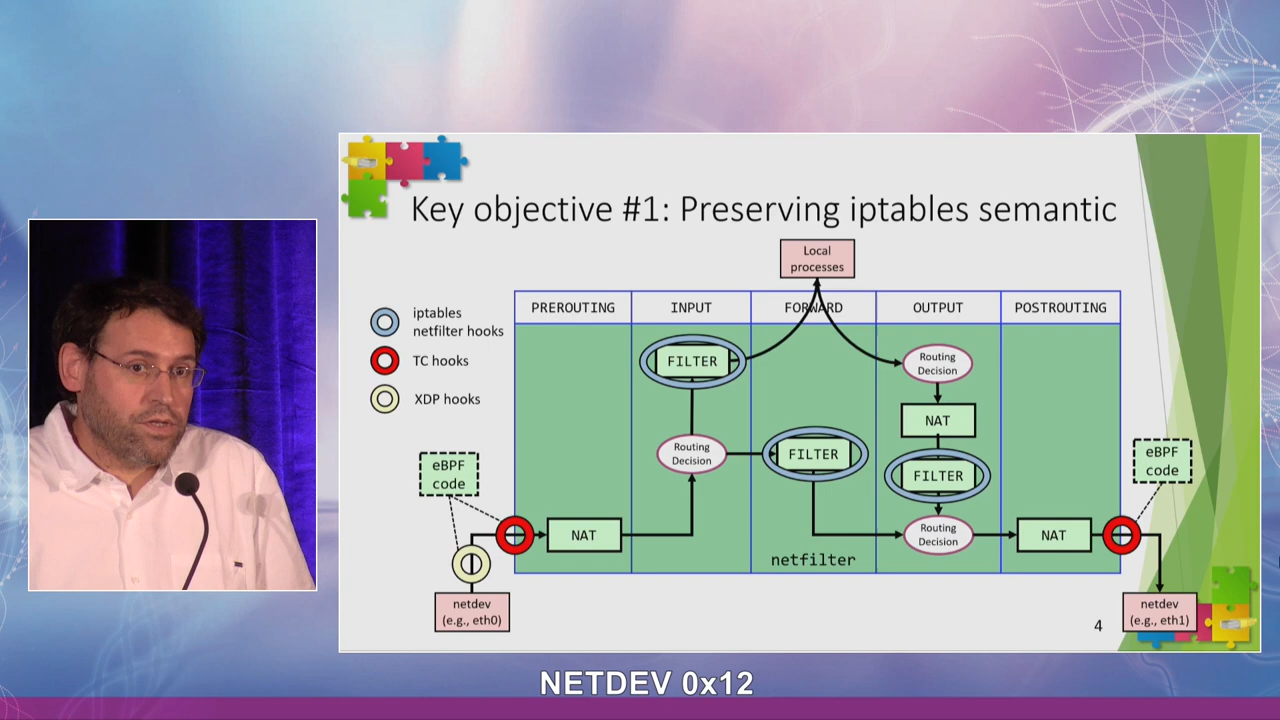 Key objective #1: Preserving iptables semantic
Local
processes
iptables
netfilter hooks
TC hooks
XDP hooks
PREROUTING
INPUT
FORWARD
OUTPUT
POSTROUTING
FILTER
Routing
Decision
NAT
Routing
Decision
FILTER
FILTER
eBPF
code
eBPF
code
NAT
Routing
Decision
NAT
netfilter
netdev
(e.g., eth0)
netdev
(e.g., eth1)
4
NETDEV 0x12